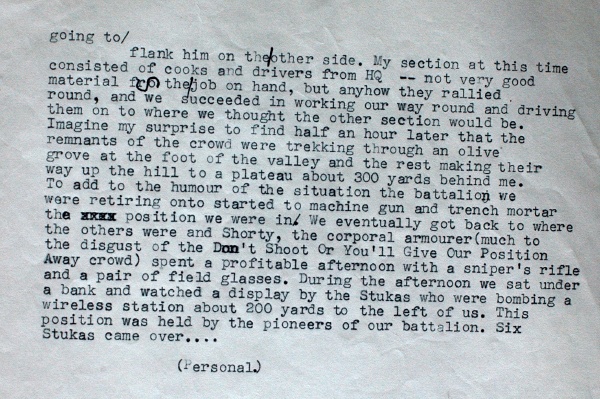 going to/
flank him on the/other side. My section at this time
consisted of cooks and drivers from HQ -- not very good
material for the/job on hand, but anyhow they rallied
round, and we succeeded in working our way round and driving
them on to where we thought the other section would be.
Imagine my surprise to find half an hour later that the
remnants of the crowd were trekking through an olive
grove at the foot of the valley and the rest making their
way up the hill to a plateau about 300 yards behind me.
To add to the humour of the situation the battalion we
were retiring onto started to machine gun and trench mortar
the xxxx position we were in. We eventually got back to where
the others were and Shorty, the corporal armourer(much to
the disgust of the Don't Shoot Or You'll Give Our Position
Away crowd) spent a profitable afternoon with a sniper's rifle
and a pair of field glasses. During the afternoon we sat under
a bank and watched a display by the Stukas who were bombing a
wireless station about 200 yards to the left of us. This
position was held by the pioneers of our battalion. Six
Stukas came over....
(Personal.)